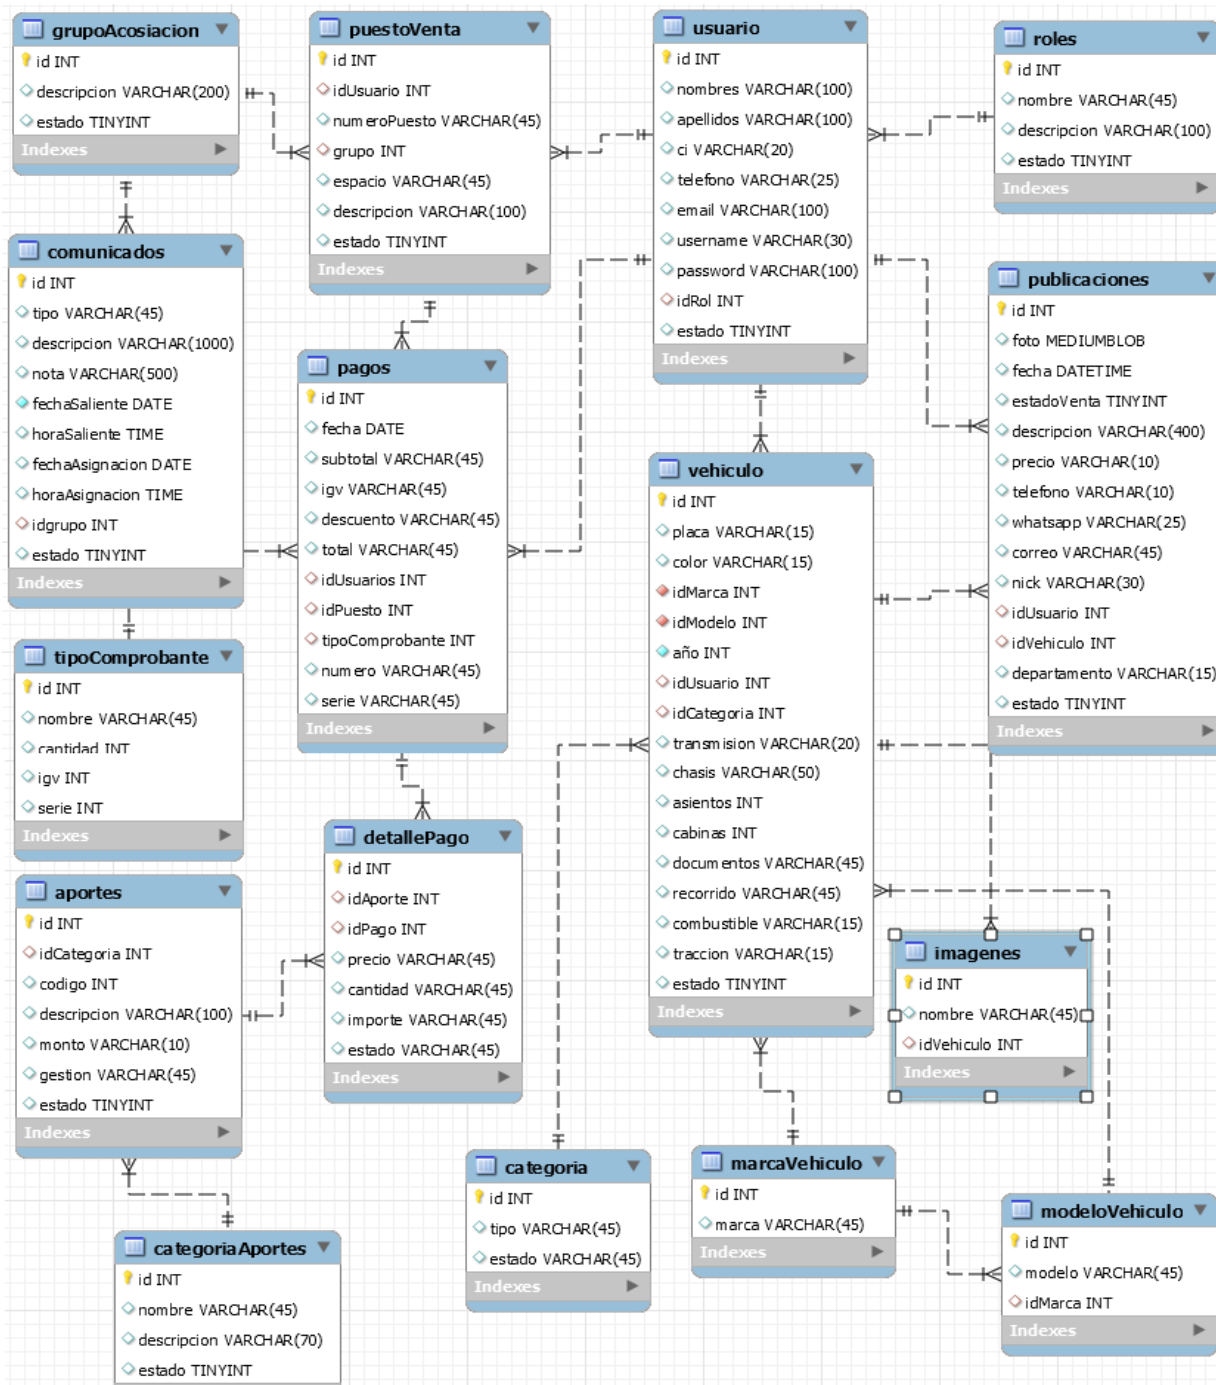 grupoAcosiacion
id INT
descripcion VARCHAR(200)
estado TINYINT
Indexes
puestoVenta
id INT
idUsuario INT
numeroPuesto VARCHAR(45)
grupo INT
espacio VARCHAR(45)
descripcion VARCHAR(100)
estado TINYINT
Indexes
usuario
id INT
nombres VARCHAR(100)
apellidos VARCHAR(100)
ci VARCHAR(20)
telefono VARCHAR(25)
email VARCHAR(100)
username VARCHAR(30)
password VARCHAR(100)
idRol INT
estado TINYINT
Indexes
roles
id INT
nombre VARCHAR(45)
descripcion VARCHAR(100)
estado TINYINT
Indexes
comunicados
id INT
tipo VARCHAR(45)
descripcion VARCHAR(1000)
nota VARCHAR(500)
fechaSaliente DATE
horaSaliente TIME
fechaAsignacion DATE
horaAsignacion TIME
idgrupo INT
estado TINYINT
Indexes
pagos
id INT
fecha DATE
subtotal VARCHAR(45)
igv VARCHAR(45)
descuento VARCHAR(45)
total VARCHAR(45)
idUsuarios INT
idPuesto INT
tipoComprobante INT
numero VARCHAR(45)
serie VARCHAR(45)
Indexes
vehiculo
id INT
placa VARCHAR(15)
color VARCHAR(15)
idMarca INT
idModelo INT
año INT
idUsuario INT
idCategoria INT
transmision VARCHAR(20)
chasis VARCHAR(50)
asientos INT
cabinas INT
documentos VARCHAR(45)
recorrido VARCHAR(45)
combustible VARCHAR(15)
traccion VARCHAR(15)
estado TINYINT
Indexes
publicaciones
id INT
foto MEDIUMBLOB
fecha DATETIME
estadoVenta TINYINT
descripcion VARCHAR(400)
precio VARCHAR(10)
telefono VARCHAR(10)
whatsapp VARCHAR(25)
correo VARCHAR(45)
nick VARCHAR(30)
idUsuario INT
idVehiculo INT
departamento VARCHAR(15)
estado TINYINT
Indexes
tipoComprobante
id INT
nombre VARCHAR(45)
cantidad INT
igv INT
serie INT
Indexes
detallePago
id INT
idAporte INT
idPago INT
precio VARCHAR(45)
cantidad VARCHAR(45)
importe VARCHAR(45)
estado VARCHAR(45)
Indexes
aportes
id INT
idCategoria INT
codigo INT
descripcion VARCHAR(100)
monto VARCHAR(10)
gestion VARCHAR(45)
estado TINYINT
Indexes
imagenes
id INT
nombre VARCHAR(45)
idVehiculo INT
Indexes
categoria
id INT
tipo VARCHAR(45)
estado VARCHAR(45)
Indexes
marcaVehiculo
id INT
marca VARCHAR(45)
Indexes
modeloVehiculo
id INT
modelo VARCHAR(45)
idMarca INT
Indexes
categoriaAportes
id INT
nombre VARCHAR(45)
descripcion VARCHAR(70)
estado TINYINT